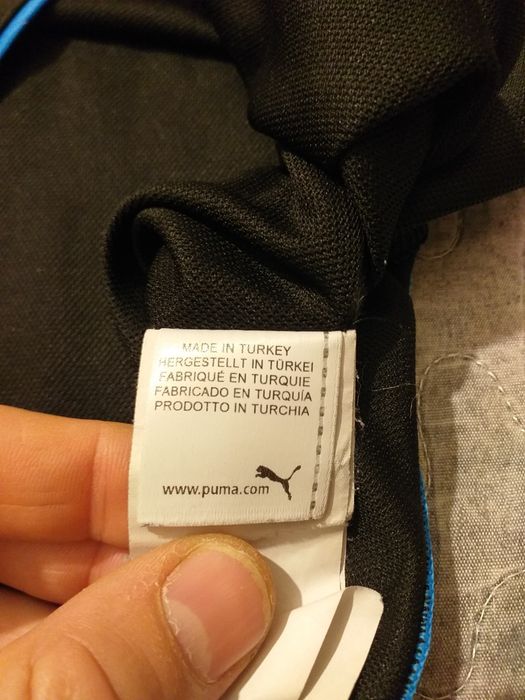 MADE IN TURKEY
HERGESTELLT IN TÜRKEI
FABRIQUÉ EN TURQUIE
FABRICADO EN TURQUÍA
PRODOTTO IN TURCHIA
www.puma.com